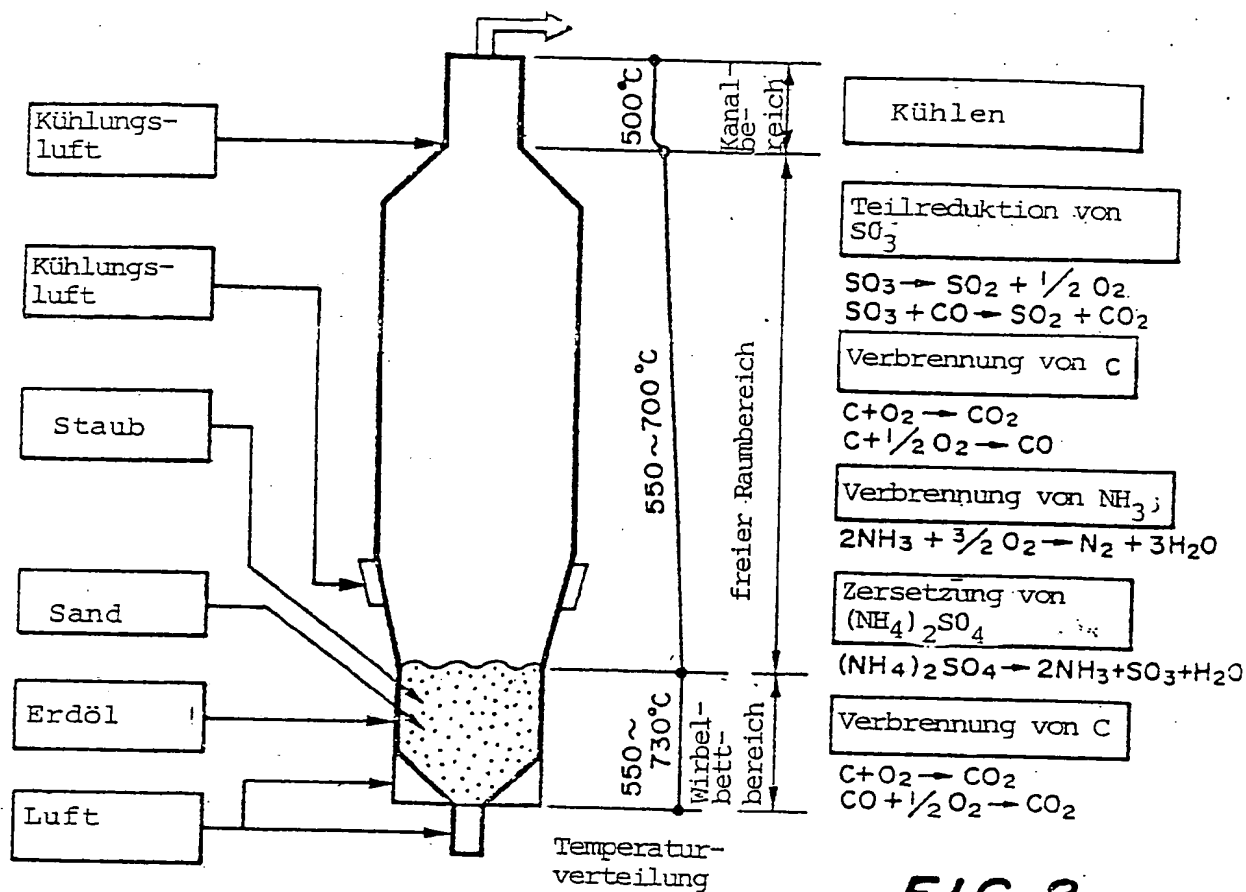 Kühlungs-
luft
Kühlungs-
luft
Staub
Sand
Erdöl
Luft
500°C
550~700°C
550~
730°C
Kanal-
be-
reich
freier Raumbereich
Wirbel-
bett-
bereich
Temperatur-
verteilung
Kühlen
Teilreduktion von
SO3
SO3 → SO2 + 1/2 O2
SO3 + CO → SO2 + CO2
Verbrennung von C
C+O2 → CO2
C+1/2 O2 → CO
Verbrennung von NH3
2NH3 + 3/2 O2 → N2 + 3H2O
Zersetzung von
(NH4)2SO4
(NH4)2SO4 → 2NH3+SO3+H2O
Verbrennung von C
C+O2 → CO2
CO+1/2 O2 → CO2